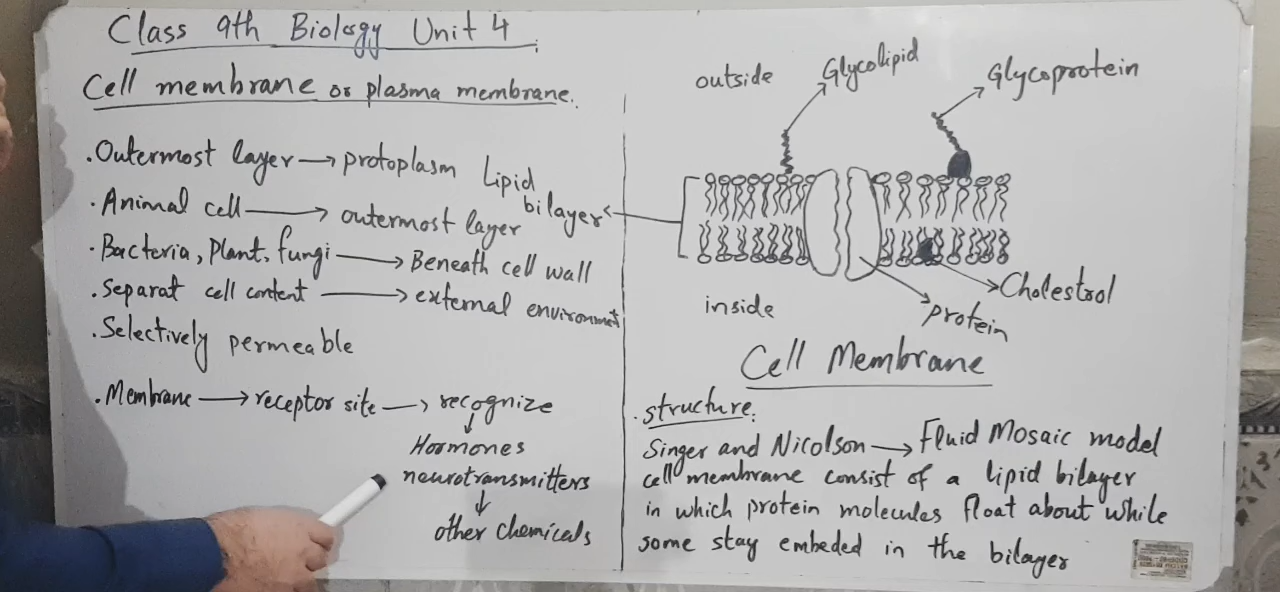 Class 9th Biology Unit 4
Cell membrane or plasma membrane.
.Outermost layer → protoplasm
.Animal cell → outermost layer
.Bacteria, Plant, fungi → Beneath cell wall
.Separat cell content → external environment
.Selectively permeable
.Membrane → receptor site → recognize
↓
Hormones
neurotransmitters
↓
other chemicals
outside
Glycolipid
Glycoprotein
Lipid
bilayer
inside
Protein
Cholestrol
Cell Membrane
.structure:
Singer and Nicolson → Fluid Mosaic model
cell membrane consist of a lipid bilayer
in which protein molecules float about while
some stay embeded in the bilayer